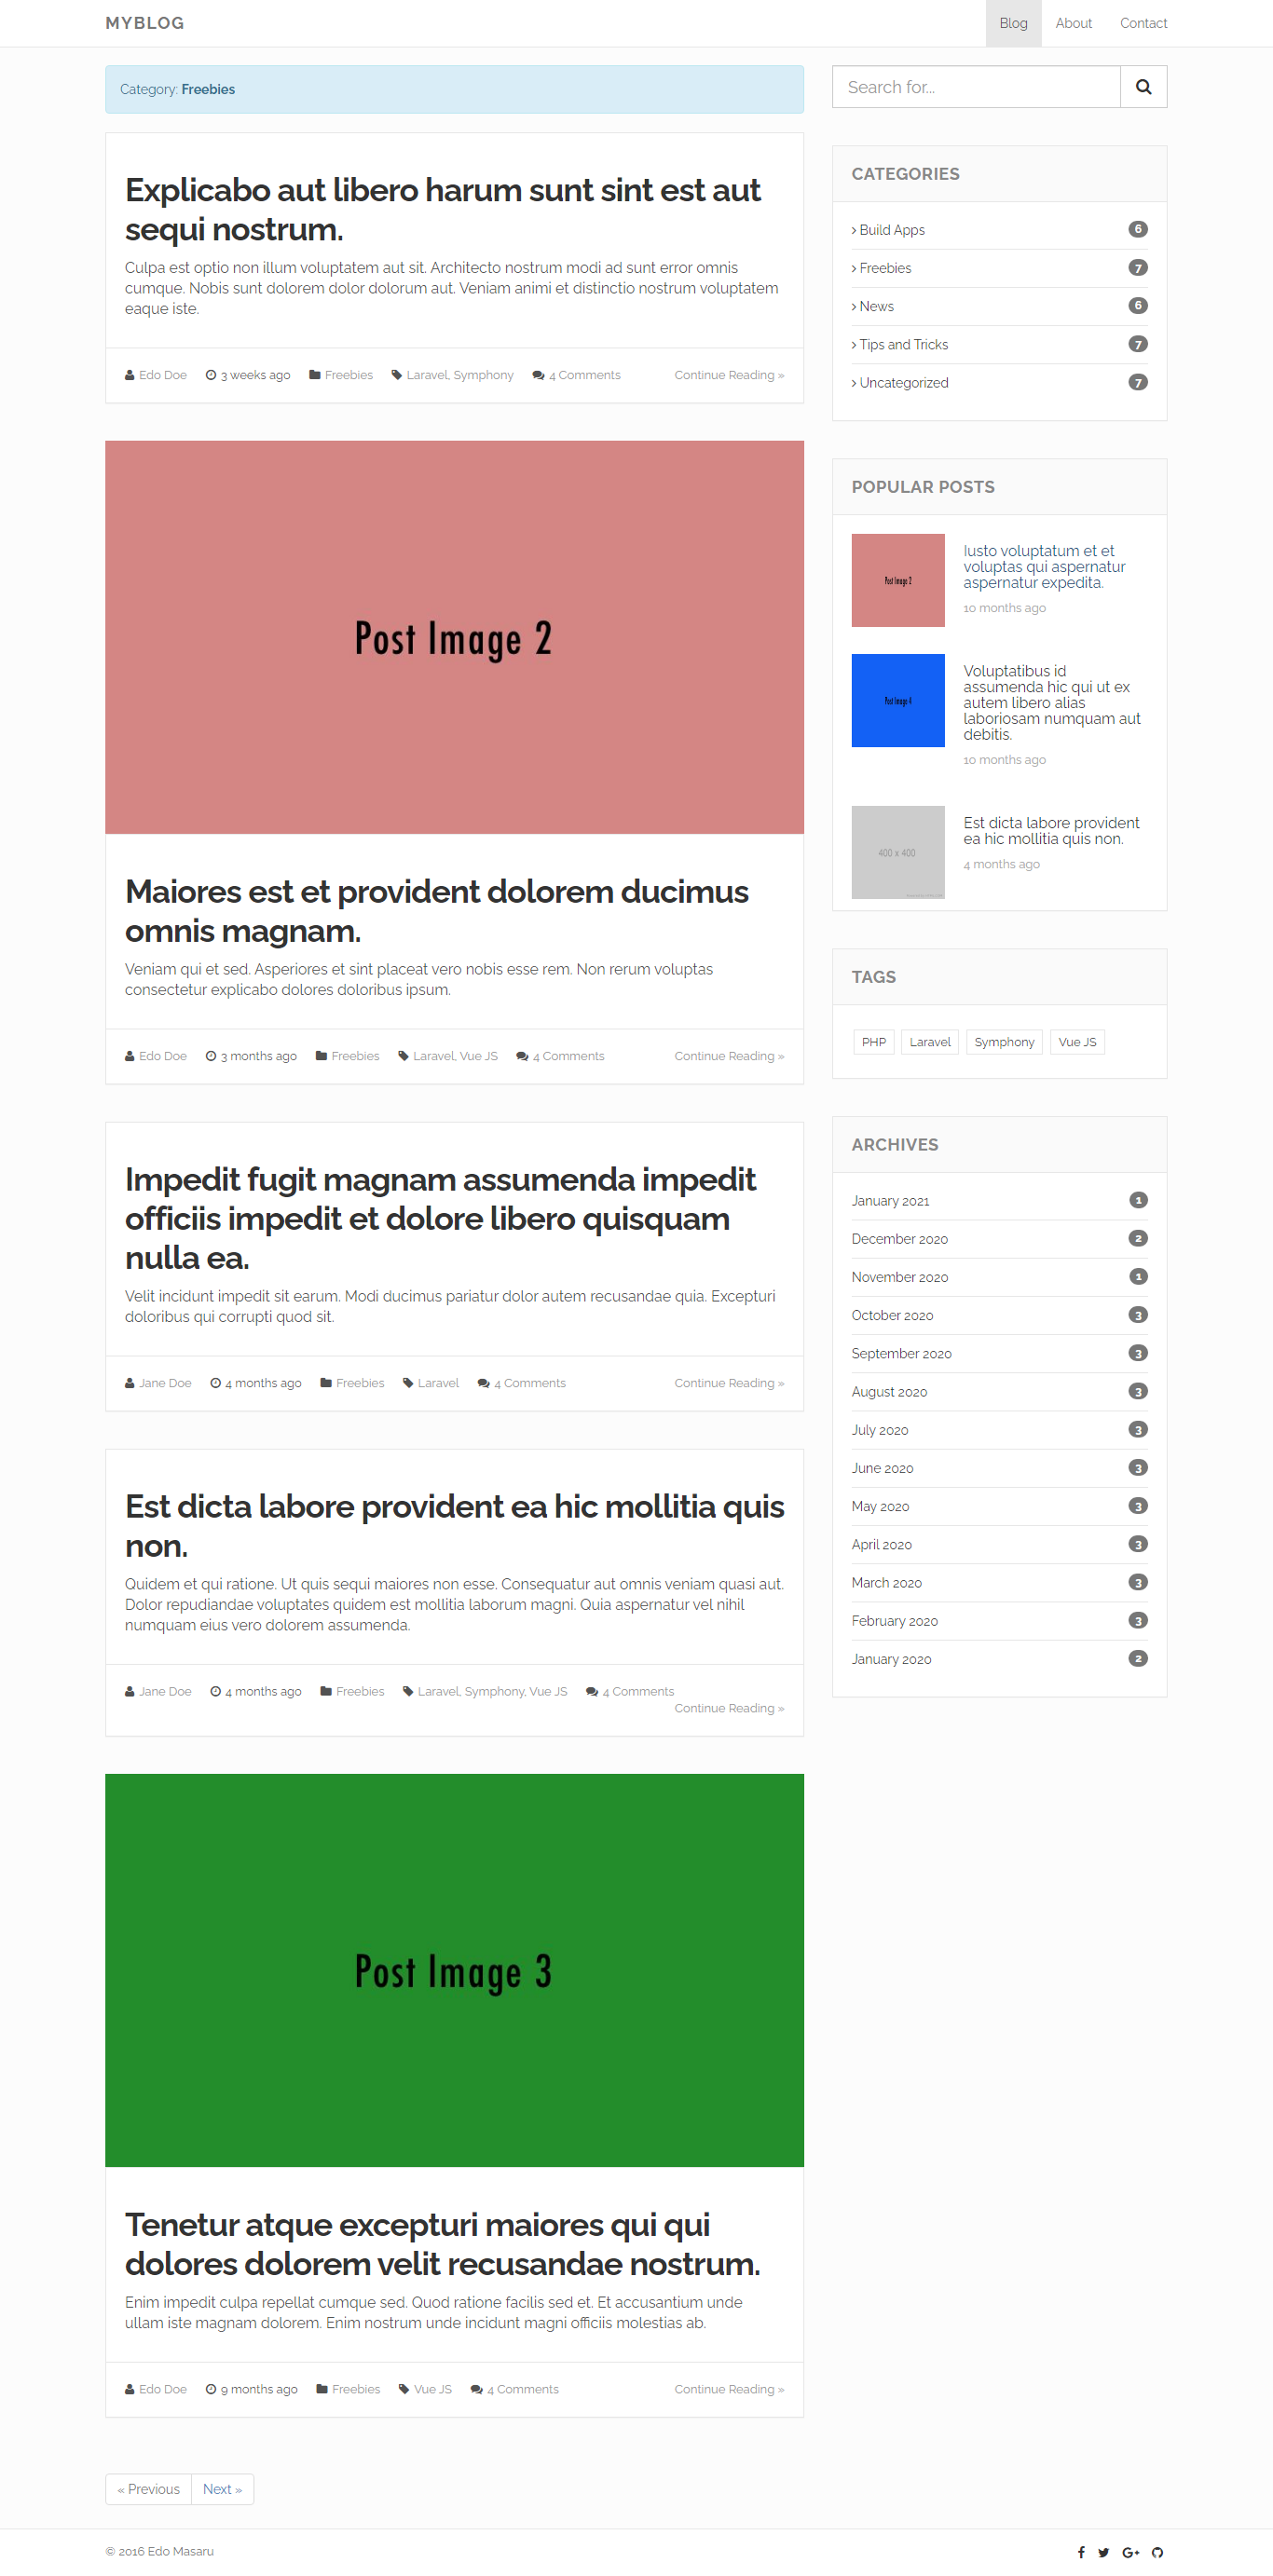 MYBLOG
Blog About Contact
Category: Freebies
Explicabo aut libero harum sunt sint est aut
sequi nostrum.
Culpa est optio non illum voluptatem aut sit. Architecto nostrum modi ad sunt error omnis
cumque. Nobis sunt dolorem dolor dolorum aut. Veniam animi et distinctio nostrum voluptatem
eaque iste.
Edo Doe 3 weeks ago Freebies Laravel, Symphony 4 Comments Continue Reading »
Post Image 2
Maiores est et provident dolorem ducimus
omnis magnam.
Veniam qui et sed. Asperiores et sint placeat vero nobis esse rem. Non rerum voluptas
consectetur explicabo dolores doloribus ipsum.
Edo Doe 3 months ago Freebies Laravel, Vue JS 4 Comments Continue Reading »
Impedit fugit magnam assumenda impedit
officiis impedit et dolore libero quisquam
nulla ea.
Velit incidunt impedit sit earum. Modi ducimus pariatur dolor autem recusandae quia. Excepturi
doloribus qui corrupti quod sit.
Jane Doe 4 months ago Freebies Laravel 4 Comments Continue Reading »
Est dicta labore provident ea hic mollitia quis
non.
Quidem et qui ratione. Ut quis sequi maiores non esse. Consequatur aut omnis veniam quasi aut.
Dolor repudiandae voluptates quidem est mollitia laborum magni. Quia aspernatur vel nihil
numquam eius vero dolorem assumenda.
Jane Doe 4 months ago Freebies Laravel, Symphony, Vue JS 4 Comments
Continue Reading »
Post Image 3
Tenetur atque excepturi maiores qui qui
dolores dolorem velit recusandae nostrum.
Enim impedit culpa repellat cumque sed. Quod ratione facilis sed et. Et accusantium unde
ullam iste magnam dolorem. Enim nostrum unde incidunt magni officiis molestias ab.
Edo Doe 9 months ago Freebies Vue JS 4 Comments Continue Reading »
« Previous Next »
Search for...
CATEGORIES
Build Apps 6
Freebies 7
News 6
Tips and Tricks 7
Uncategorized 7
POPULAR POSTS
Post Image 2
Iusto voluptatum et et
voluptas qui aspernatur
aspernatur expedita.
10 months ago
Post Image 4
Voluptatibus id
assumenda hic qui ut ex
autem libero alias
laboriosam numquam aut
debitis.
10 months ago
400 x 400
Est dicta labore provident
ea hic mollitia quis non.
4 months ago
TAGS
PHP Laravel Symphony Vue JS
ARCHIVES
January 2021 1
December 2020 2
November 2020 1
October 2020 3
September 2020 3
August 2020 3
July 2020 3
June 2020 3
May 2020 3
April 2020 3
March 2020 3
February 2020 3
January 2020 2
© 2016 Edo Masaru